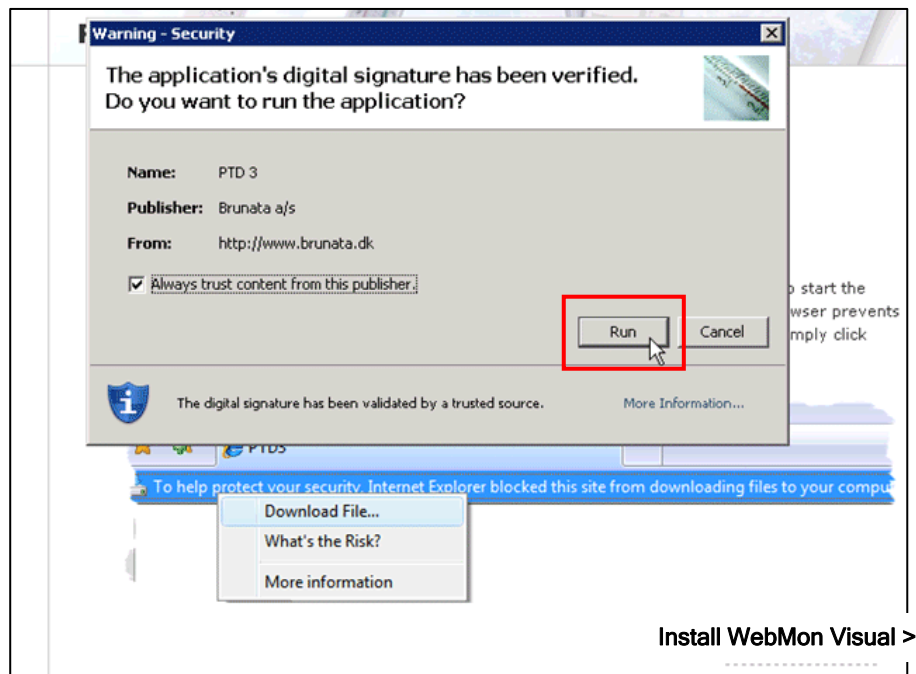 Warning - Security
The application's digital signature has been verified.
Do you want to run the application?
Name: PTD 3
Publisher: Brunata a/s
From: http://www.brunata.dk
Always trust content from this publisher.
start the
prevents
click
Run Cancel
The digital signature has been validated by a trusted source. More Information...
PTD3
To help protect your security, Internet Explorer blocked this site from downloading files to your
Download File...
What's the Risk?
More information
Install WebMon Visual >